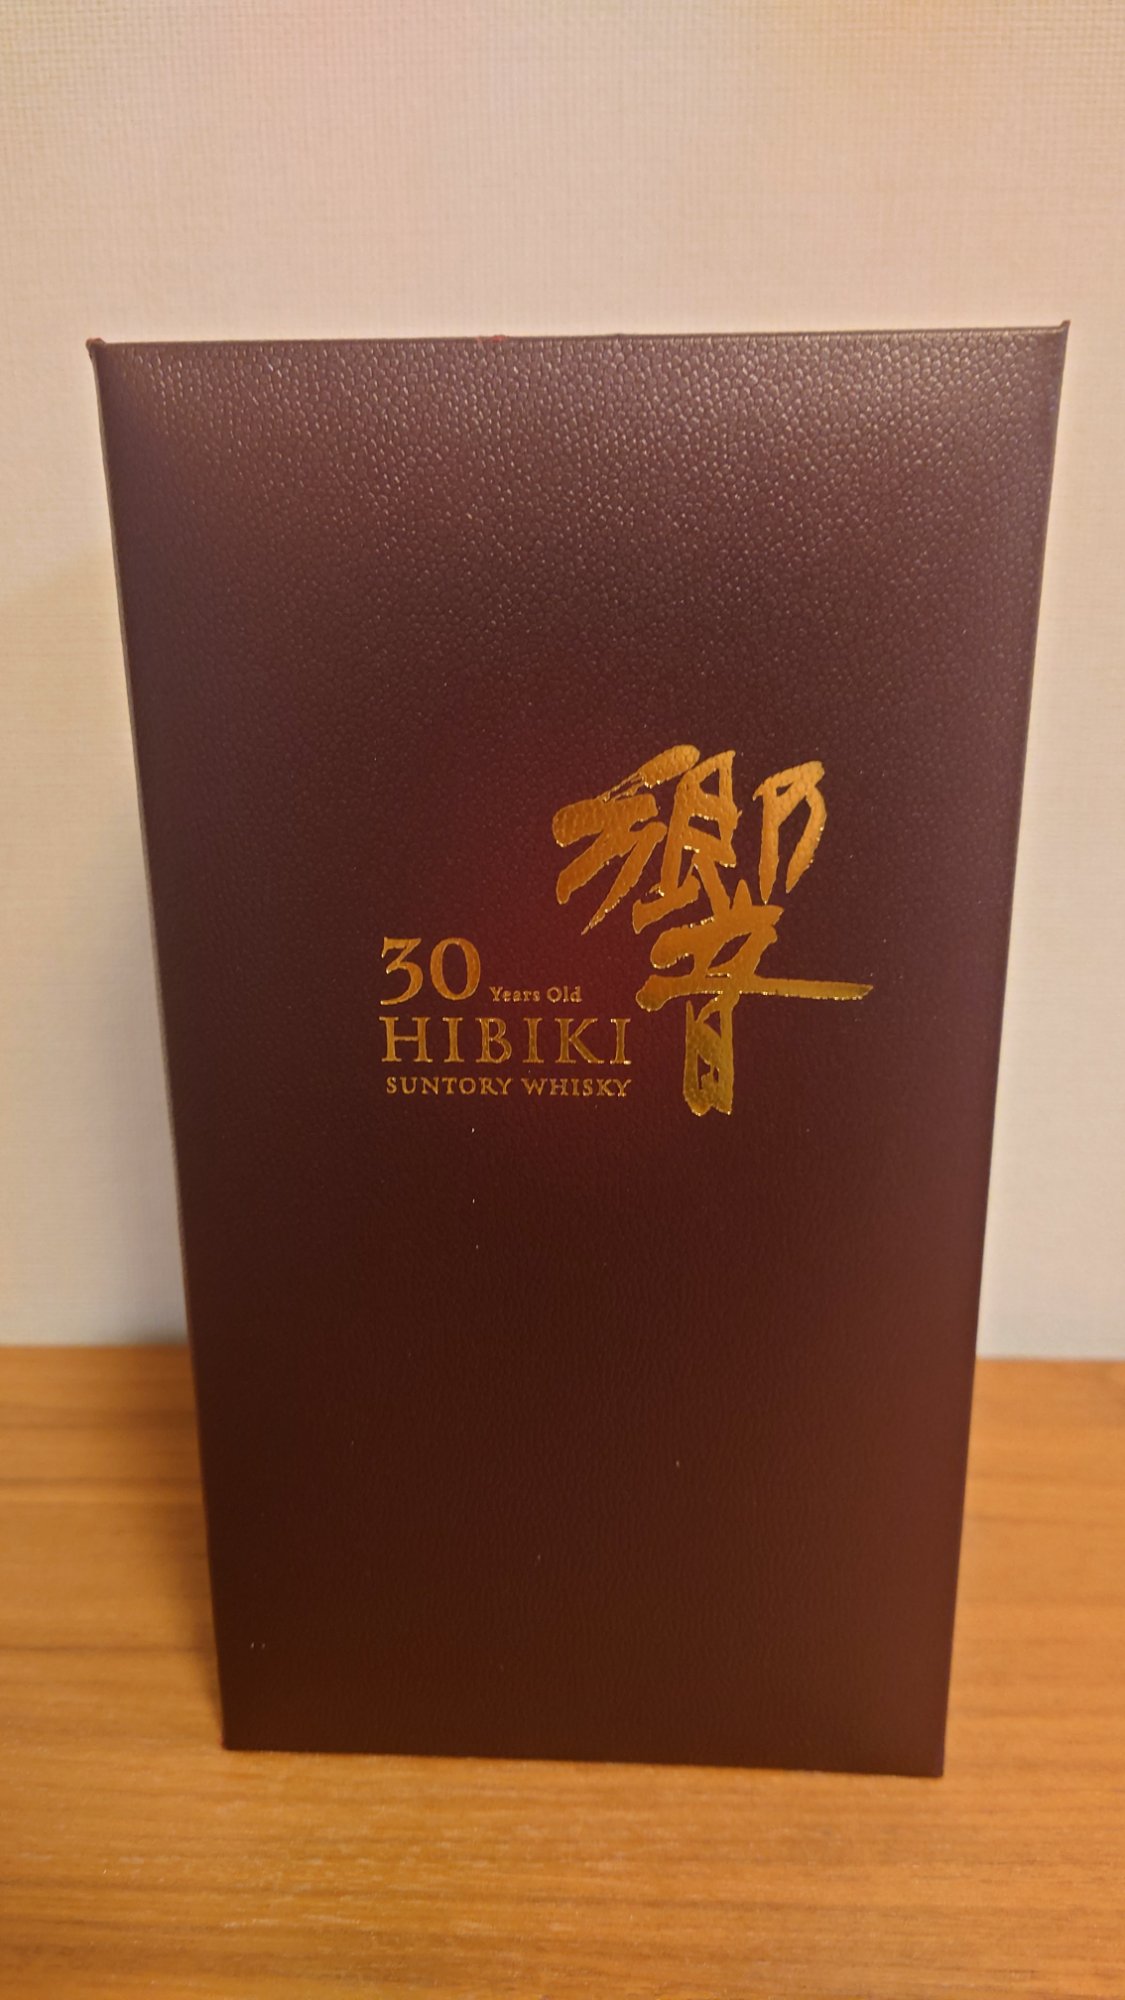 響
30 Years Old
HIBIKI
SUNTORY WHISKY